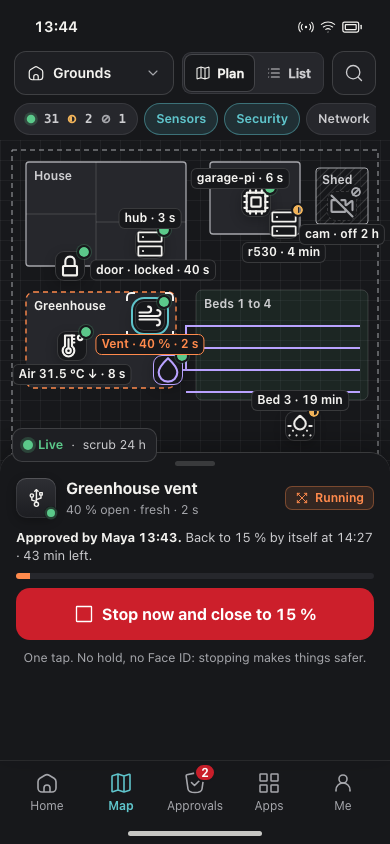 13:44
Grounds
Plan
List
31 2 1
Sensors
Security
Network
House
garage-pi · 6 s
Shed
hub · 3 s
cam · off 2 h
r530 · 4 min
door · locked · 40 s
Greenhouse
Beds 1 to 4
Vent · 40 % · 2 s
Air 31.5 °C ↓ · 8 s
Bed 3 · 19 min
Live · scrub 24 h
Greenhouse vent
40 % open · fresh · 2 s
Running
Approved by Maya 13:43. Back to 15 % by itself at 14:27
· 43 min left.
Stop now and close to 15 %
One tap. No hold, no Face ID: stopping makes things safer.
2
Home
Map
Approvals
Apps
Me